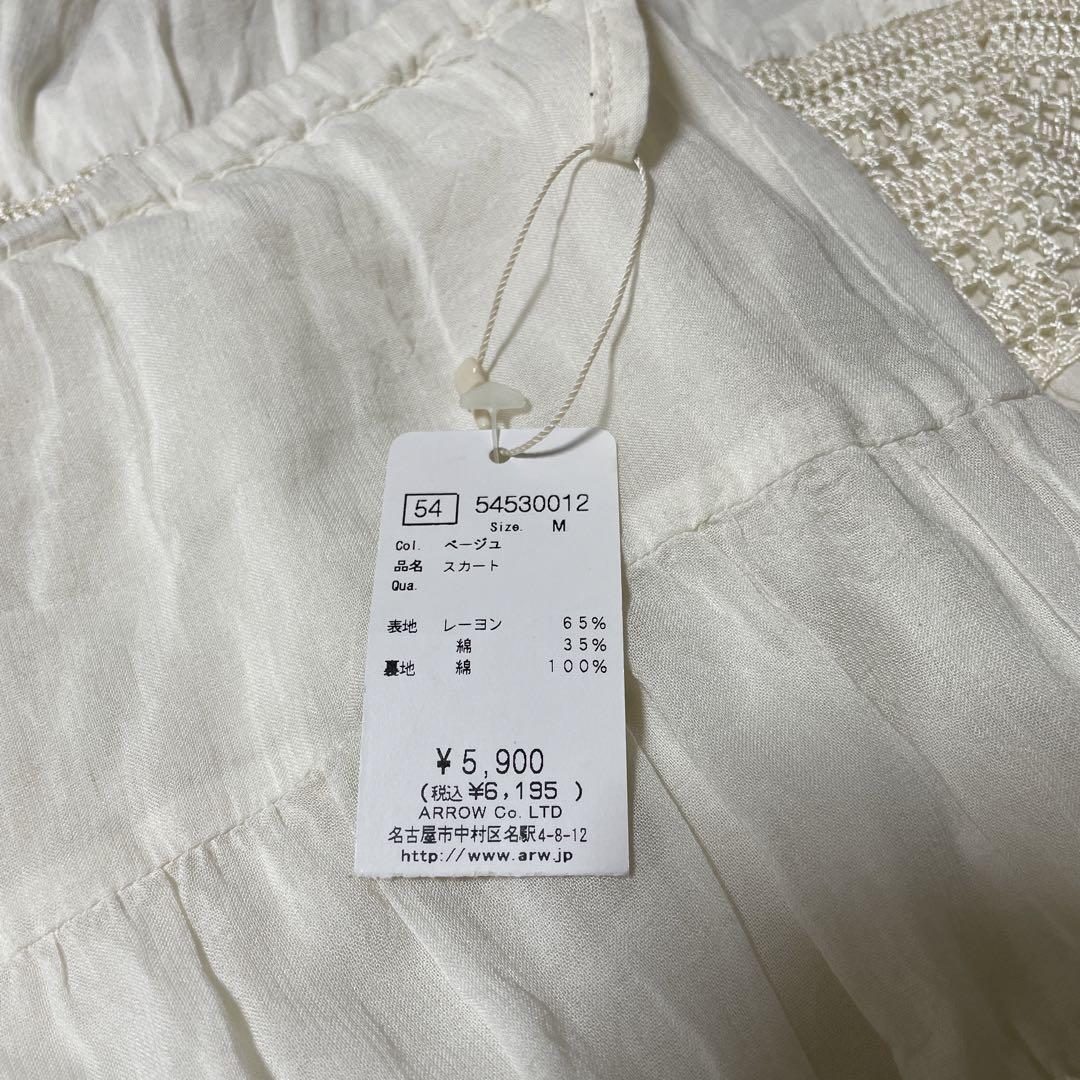 54 54530012
Size. M
Col. ベージュ
品名 スカート
Qua.
表地 レーヨン 65%
綿 35%
裏地 綿 100%
¥5,900
(税込 ¥6,195 )
ARROW Co. LTD
名古屋市中村区名駅4-8-12
http://www.arw.jp